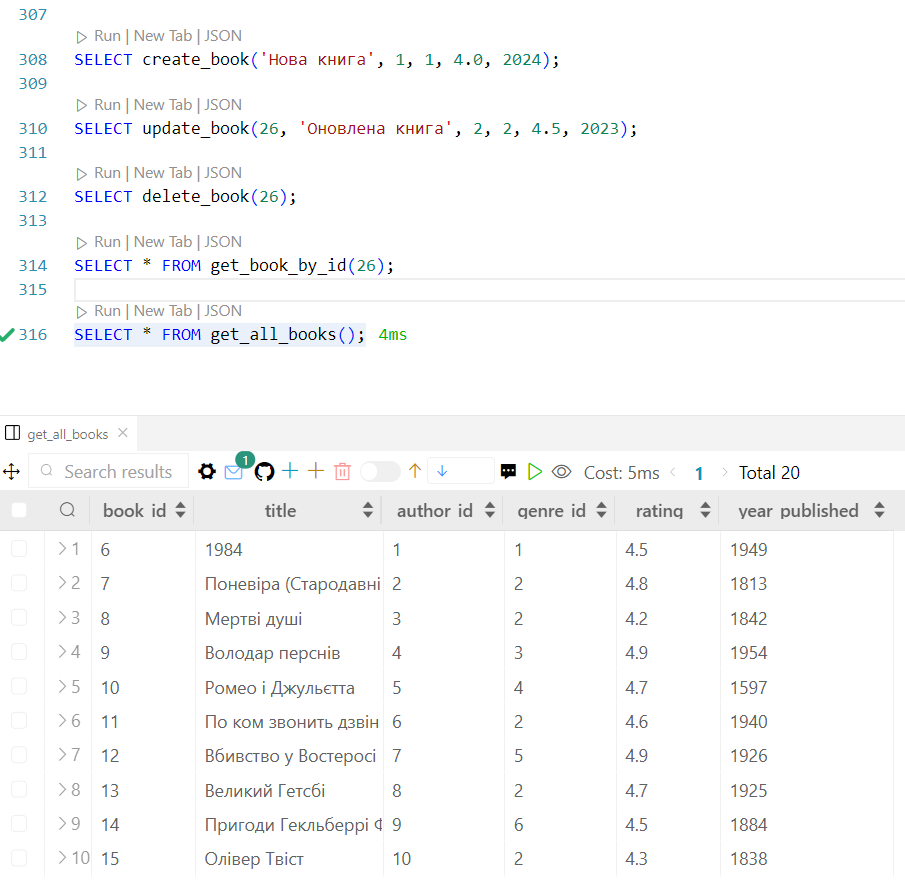 307
Run | New Tab | JSON
308 SELECT create_book('Нова книга', 1, 1, 4.0, 2024);
309
Run | New Tab | JSON
310 SELECT update_book(26, 'Оновлена книга', 2, 2, 4.5, 2023);
311
Run | New Tab | JSON
312 SELECT delete_book(26);
313
Run | New Tab | JSON
314 SELECT * FROM get_book_by_id(26);
315
Run | New Tab | JSON
316 SELECT * FROM get_all_books(); 4ms
get_all_books
Search results 1 Cost: 5ms 1 Total 20
book_id title author_id genre_id rating year_published
1 6 1984 1 1 4.5 1949
2 7 Поневіра (Стародавні 2 2 4.8 1813
3 8 Мертві душі 3 2 4.2 1842
4 9 Володар перснів 4 3 4.9 1954
5 10 Ромео і Джульєтта 5 4 4.7 1597
6 11 По ком звонить дзвін 6 2 4.6 1940
7 12 Вбивство у Востеросі 7 5 4.9 1926
8 13 Великий Гетсбі 8 2 4.7 1925
9 14 Пригоди Гекльберрі Ф 9 6 4.5 1884
10 15 Олівер Твіст 10 2 4.3 1838